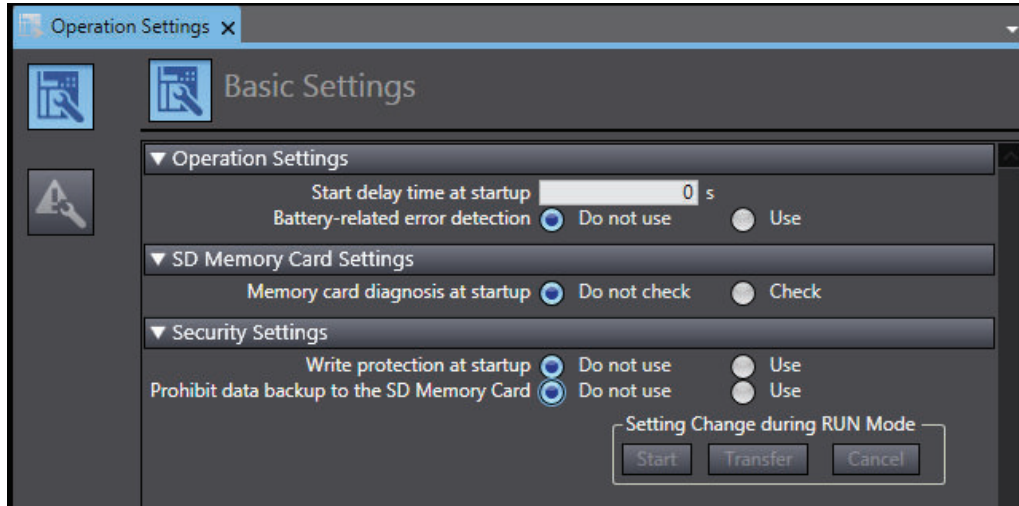 Operation Settings X
Basic Settings
▼ Operation Settings
Start delay time at startup 0 s
Battery-related error detection Do not use Use
▼ SD Memory Card Settings
Memory card diagnosis at startup Do not check Check
▼ Security Settings
Write protection at startup Do not use Use
Prohibit data backup to the SD Memory Card Do not use Use
Setting Change during RUN Mode
Start Transfer Cancel